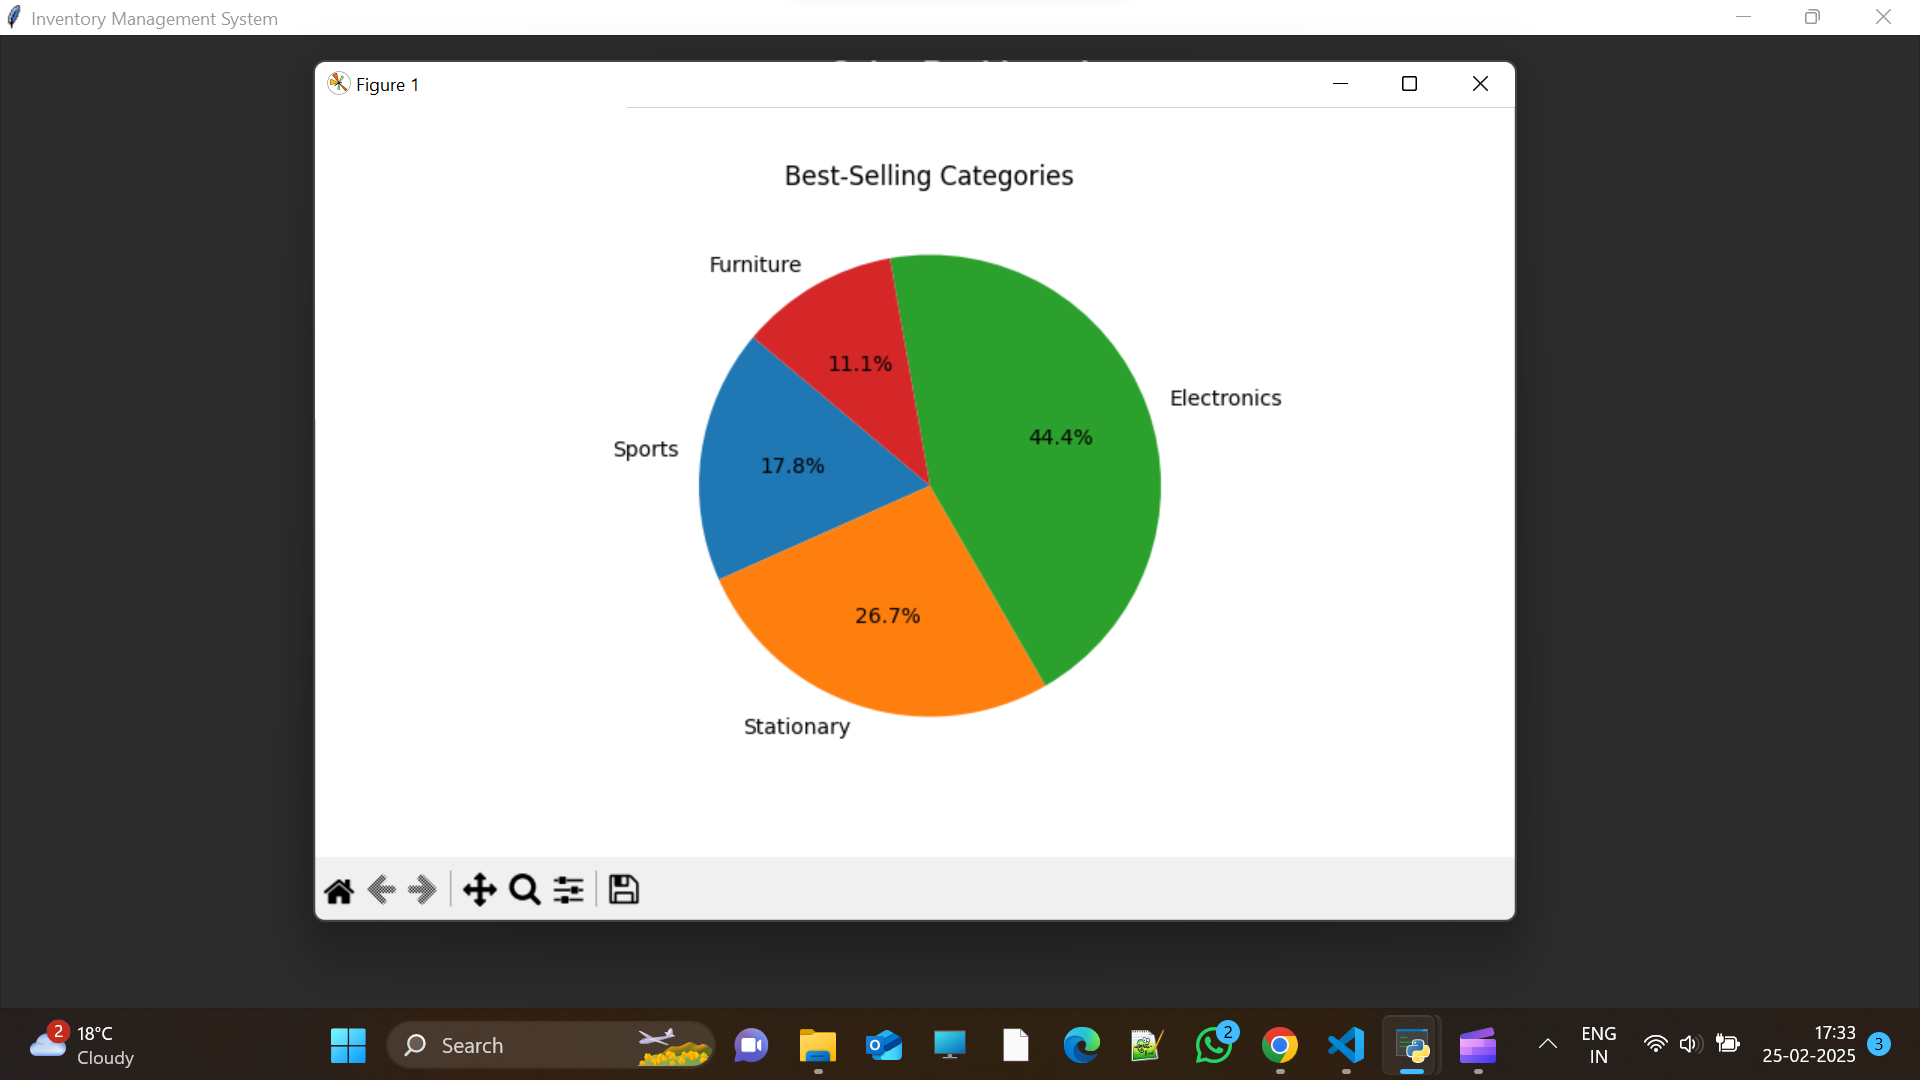 Inventory Management System
Figure 1
Best-Selling Categories
Furniture
11.1%
Electronics
44.4%
Sports
17.8%
26.7%
Stationary
2
18°C
Cloudy
Search
2
ENG
IN
17:33
25-02-2025
3